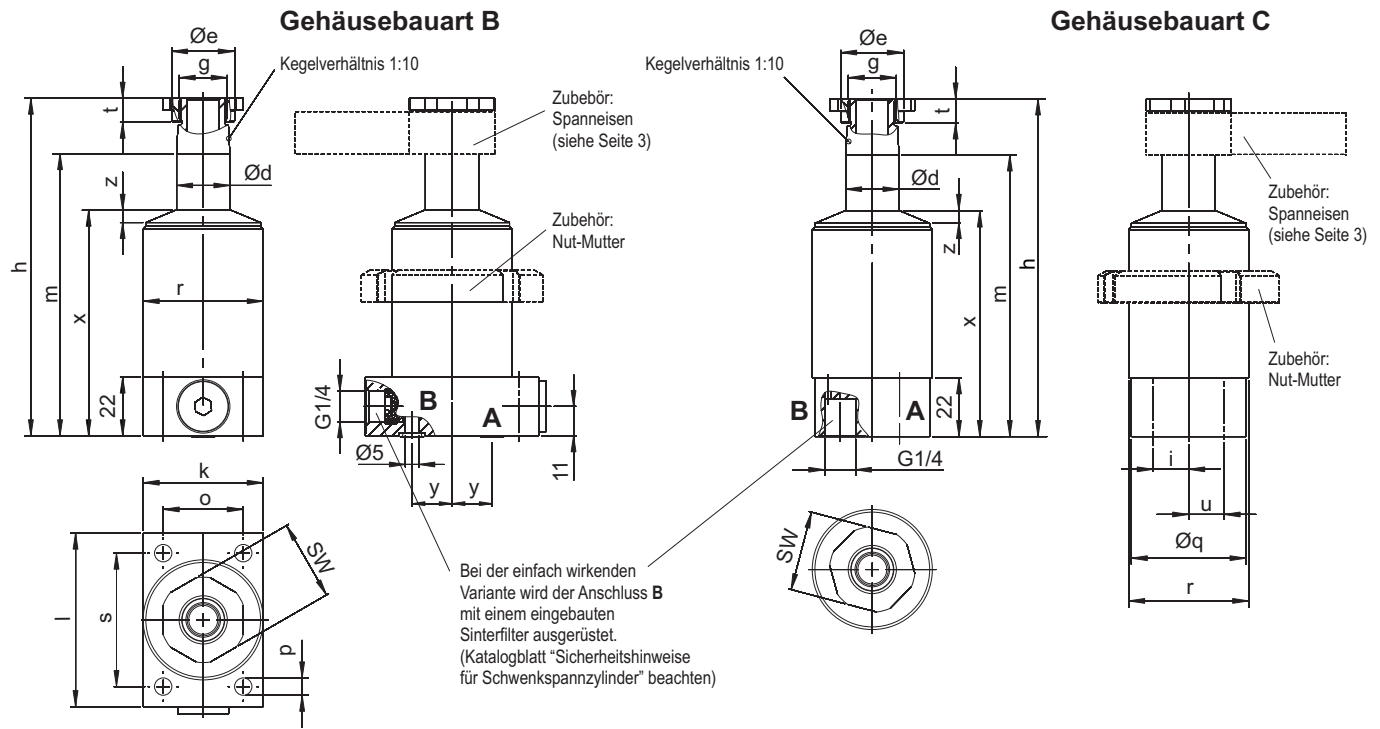 Gehäusebauart B
Gehäusebauart C
Øe
g
Kegelverhältnis 1:10
t
h
m
z
x
Ød
r
22
Zubehör:
Spanneisen
(siehe Seite 3)
Zubehör:
Nut-Mutter
G1/4
B
A
Ø5
y
y
11
k
o
SW
l
s
p
Bei der einfach wirkenden
Variante wird der Anschluss B
mit einem eingebauten
Sinterfilter ausgerüstet.
(Katalogblatt “Sicherheitshinweise
für Schwenkspannzylinder” beachten)
Kegelverhältnis 1:10
Øe
g
t
Ød
z
x
m
h
B
A
22
G1/4
SW
Zubehör:
Spanneisen
(siehe Seite 3)
Zubehör:
Nut-Mutter
i
u
Øq
r